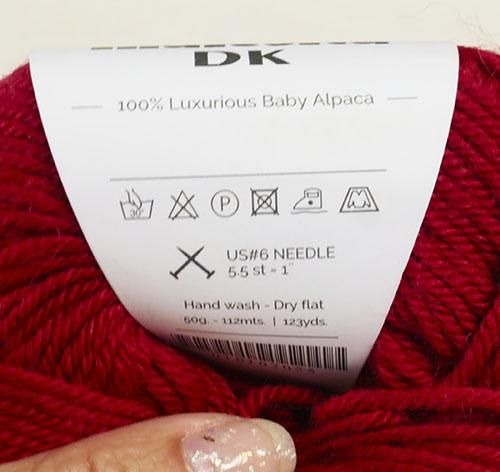 DK
100% Luxurious Baby Alpaca
30°
P
US#6 NEEDLE
5.5 st = 1"
Hand wash - Dry flat
50g. - 112mts. | 123yds.